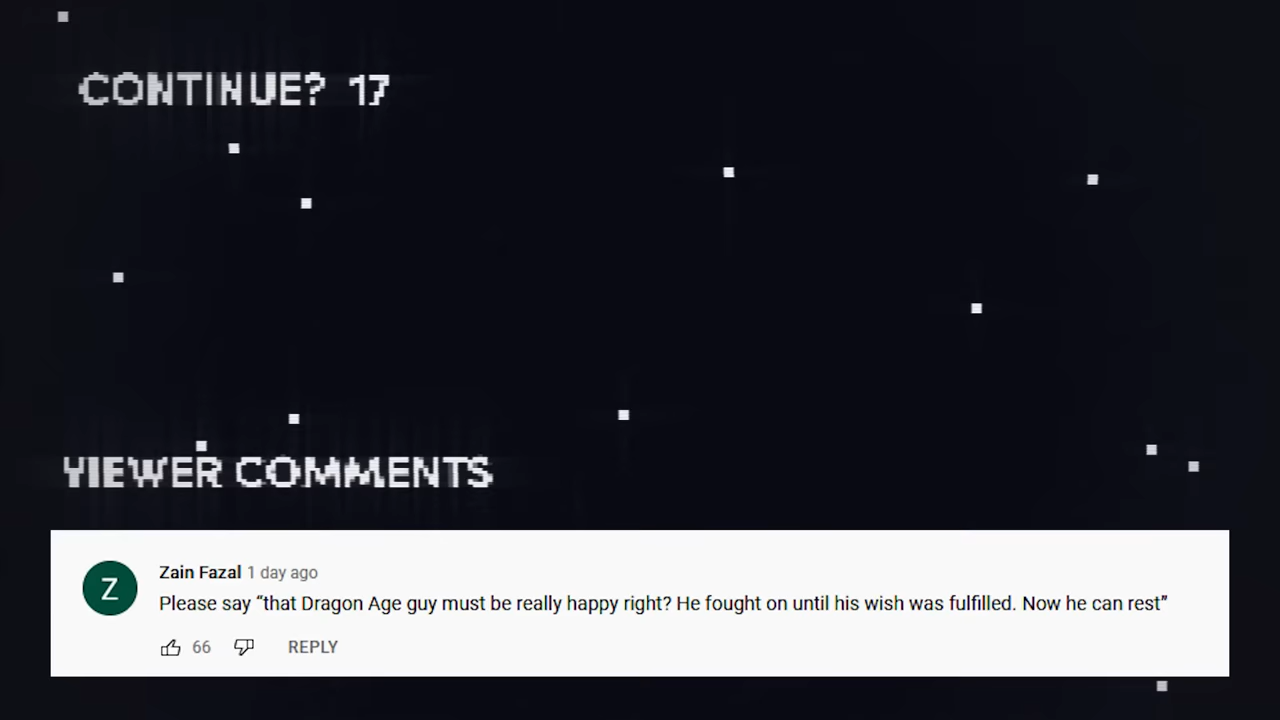 CONTINUE? 17
VIEWER COMMENTS
Z
Zain Fazal 1 day ago
Please say “that Dragon Age guy must be really happy right? He fought on until his wish was fulfilled. Now he can rest”
66 REPLY